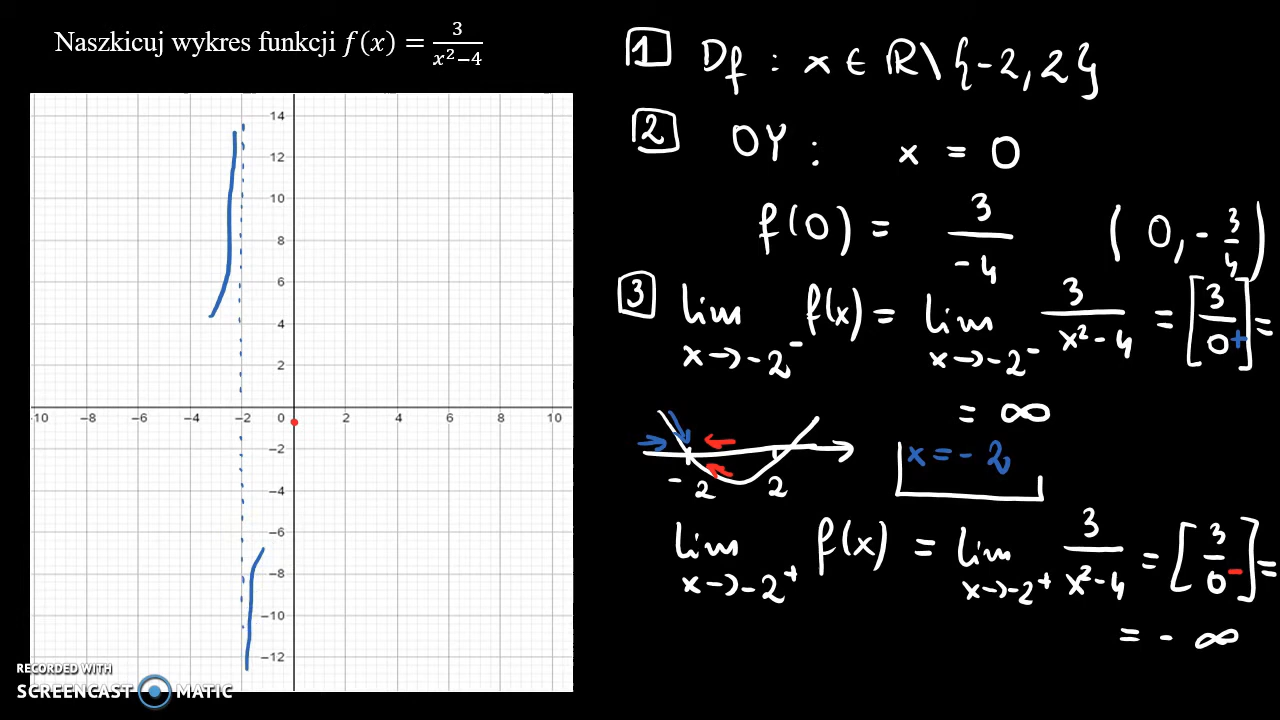 Naszkicuj wykres funkcji f(x) = 3/(x²−4)
1 Df : x ∈ ℝ \ {-2, 2}
2 OY : x = 0
f(0) = 3/-4 (0, -3/4)
3 lim x→-2⁻ f(x) = lim x→-2⁻ 3/(x²-4) = [3/0+] =
= ∞
-2 2
x = -2
lim x→-2⁺ f(x) = lim x→-2⁺ 3/(x²-4) = [3/0-] =
= - ∞
14
12
10
8
6
4
2
-10 −8 −6 −4 −2 0 2 4 6 8 10
−2
−4
−6
−8
−10
−12
RECORDED WITH
SCREENCAST MATIC